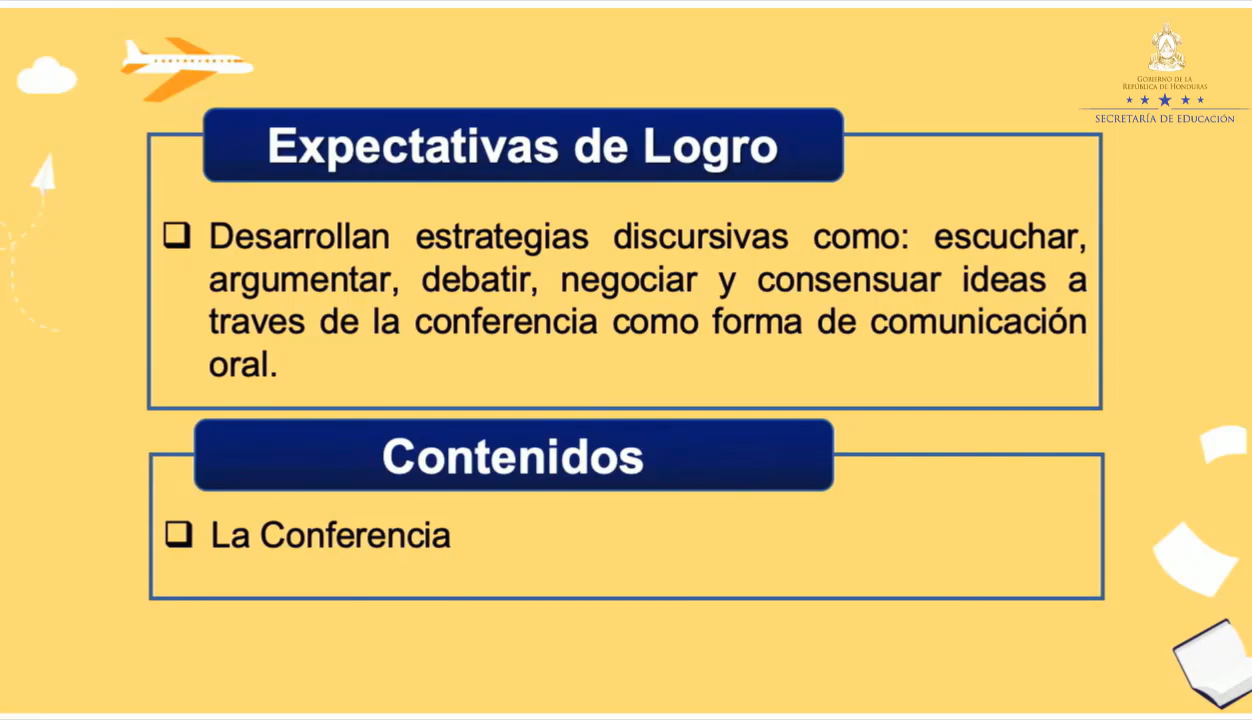 GOBIERNO DE LA
REPÚBLICA DE HONDURAS
SECRETARÍA DE EDUCACIÓN
Expectativas de Logro
Desarrollan estrategias discursivas como: escuchar,
argumentar, debatir, negociar y consensuar ideas a
traves de la conferencia como forma de comunicación
oral.
Contenidos
La Conferencia